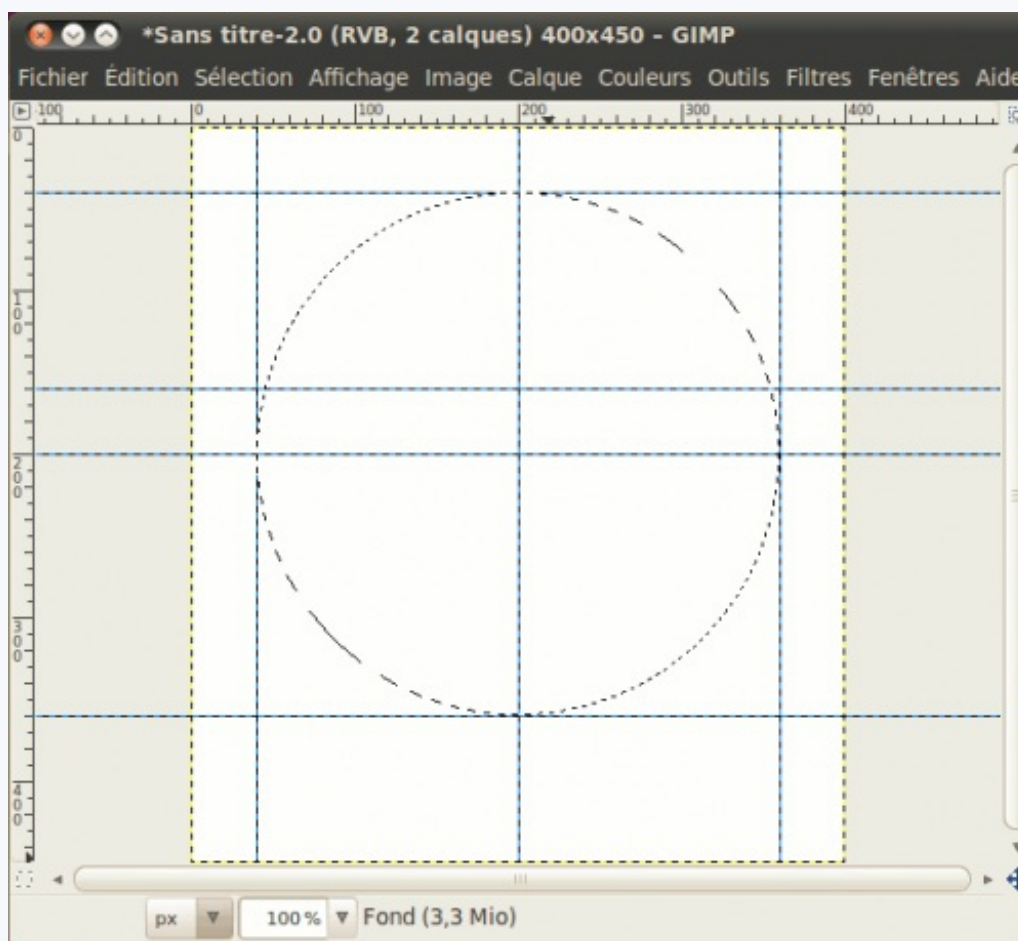 *Sans titre-2.0 (RVB, 2 calques) 400x450 – GIMP
Fichier Édition Sélection Affichage Image Calque Couleurs Outils Filtres Fenêtres Aide
-100 0 100 200 300 400
0
100
200
300
400
px 100 % Fond (3,3 Mio)